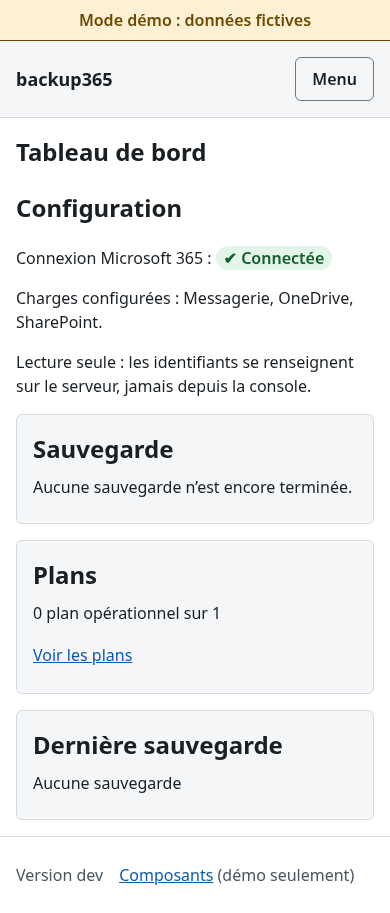 Mode démo : données fictives
backup365
Menu
Tableau de bord
Configuration
Connexion Microsoft 365 : ✔ Connectée
Charges configurées : Messagerie, OneDrive,
SharePoint.
Lecture seule : les identifiants se renseignent
sur le serveur, jamais depuis la console.
Sauvegarde
Aucune sauvegarde n’est encore terminée.
Plans
0 plan opérationnel sur 1
Voir les plans
Dernière sauvegarde
Aucune sauvegarde
Version dev Composants (démo seulement)